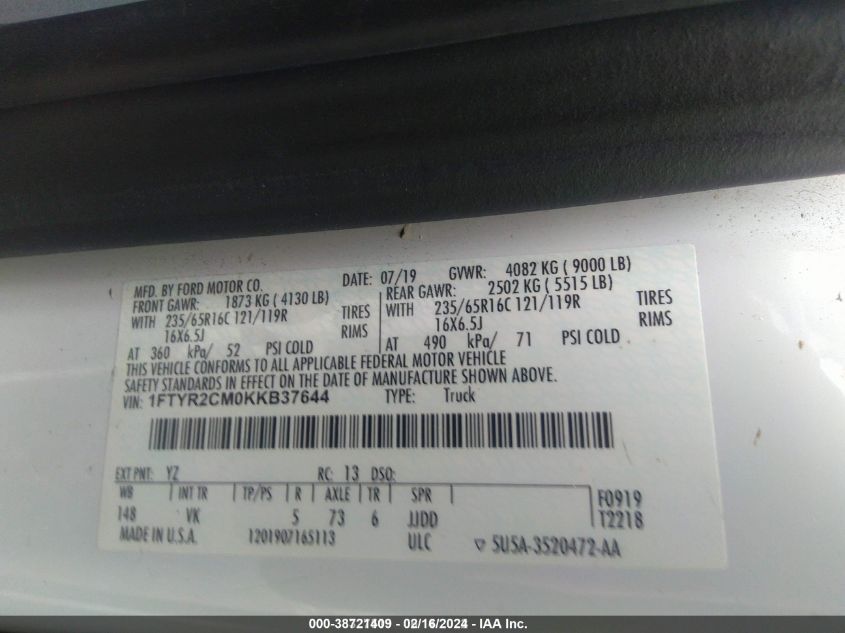 MFD. BY FORD MOTOR CO. DATE: 07/19 GVWR: 4082 KG ( 9000 LB)
FRONT GAWR: 1873 KG ( 4130 LB) REAR GAWR: 2502 KG ( 5515 LB)
WITH 235/65R16C 121/119R TIRES WITH 235/65R16C 121/119R TIRES
16X6.5J RIMS 16X6.5J RIMS
AT 360 kPa/ 52 PSI COLD AT 490 kPa/ 71 PSI COLD
THIS VEHICLE CONFORMS TO ALL APPLICABLE FEDERAL MOTOR VEHICLE
SAFETY STANDARDS IN EFFECT ON THE DATE OF MANUFACTURE SHOWN ABOVE.
VIN: 1FTYR2CM0KKB37644 TYPE: Truck
EXT PNT: YZ RC: 13 DSO:
WB INT TR TP/PS R AXLE TR SPR F0919
148 VK 5 73 6 JJDD T2218
MADE IN U.S.A. 1201907165113 ULC ▽ 5U5A-3520472-AA
000-38721409 - 02/16/2024 - IAA Inc.